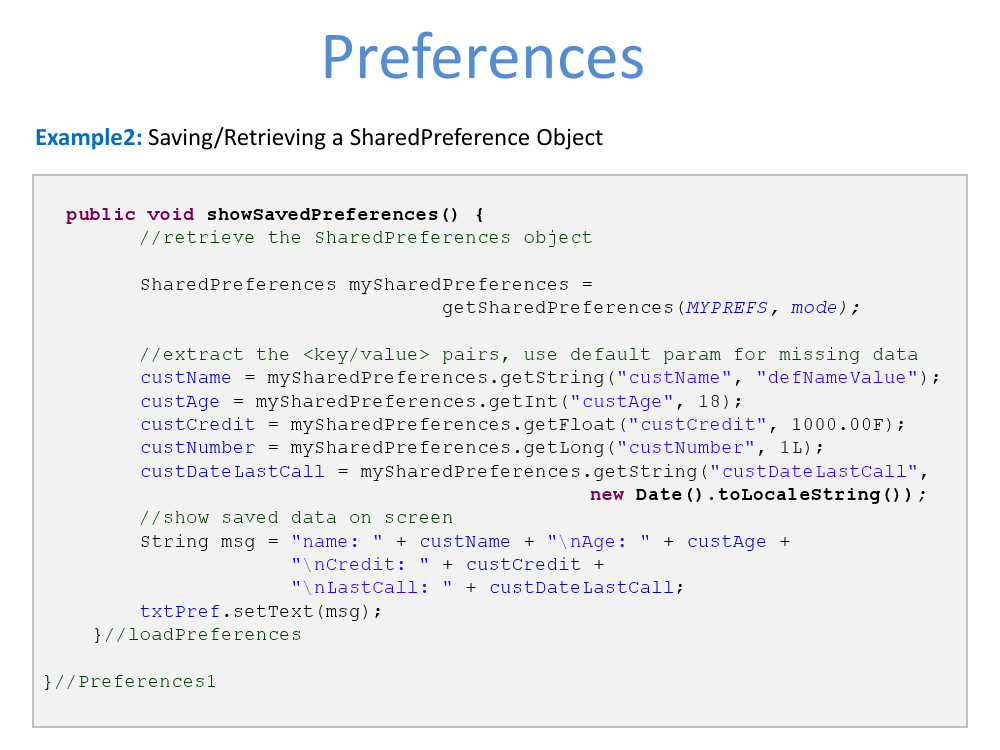 Preferences
Example2: Saving/Retrieving a SharedPreference Object
public void showSavedPreferences() {
//retrieve the SharedPreferences object
SharedPreferences mySharedPreferences =
getSharedPreferences(MYPREFS, mode);
//extract the <key/value> pairs, use default param for missing data
custName = mySharedPreferences.getString("custName", "defNameValue");
custAge = mySharedPreferences.getInt("custAge", 18);
custCredit = mySharedPreferences.getFloat("custCredit", 1000.00F);
custNumber = mySharedPreferences.getLong("custNumber", 1L);
custDateLastCall = mySharedPreferences.getString("custDateLastCall",
new Date().toLocaleString());
//show saved data on screen
String msg = "name: " + custName + "\nAge: " + custAge +
"\nCredit: " + custCredit +
"\nLastCall: " + custDateLastCall;
txtPref.setText(msg);
}//loadPreferences
}//Preferences1